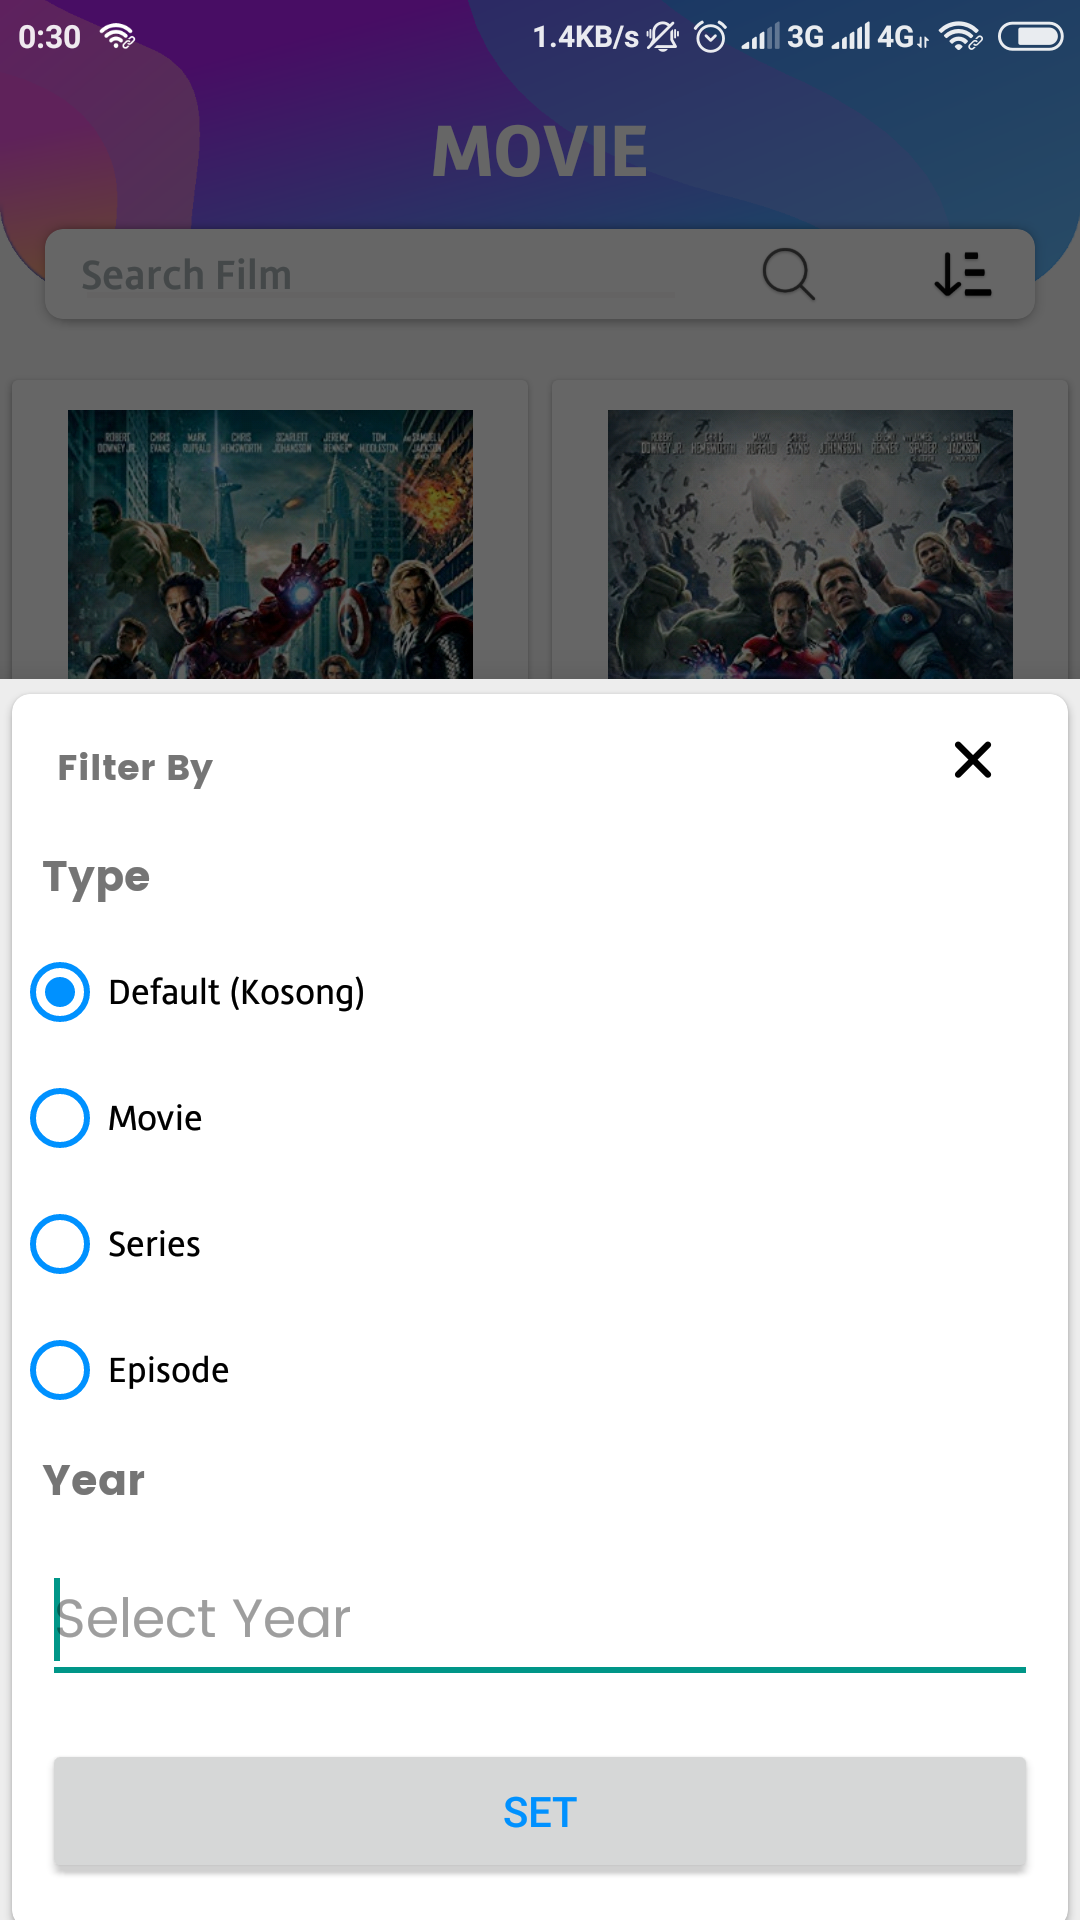 0:30 1.4KB/s 3G 4G
MOVIE
Search Film
ROBERT DOWNEY JR. CHRIS EVANS MARK RUFFALO CHRIS HEMSWORTH SCARLETT JOHANSSON JEREMY RENNER TOM HIDDLESTON AND SAMUEL L. JACKSON
ROBERT DOWNEY JR. CHRIS HEMSWORTH MARK RUFFALO CHRIS EVANS SCARLETT JOHANSSON JEREMY RENNER JAMES SPADER SAMUEL L. JACKSON
Filter By
Type
Default (Kosong)
Movie
Series
Episode
Year
Select Year
SET